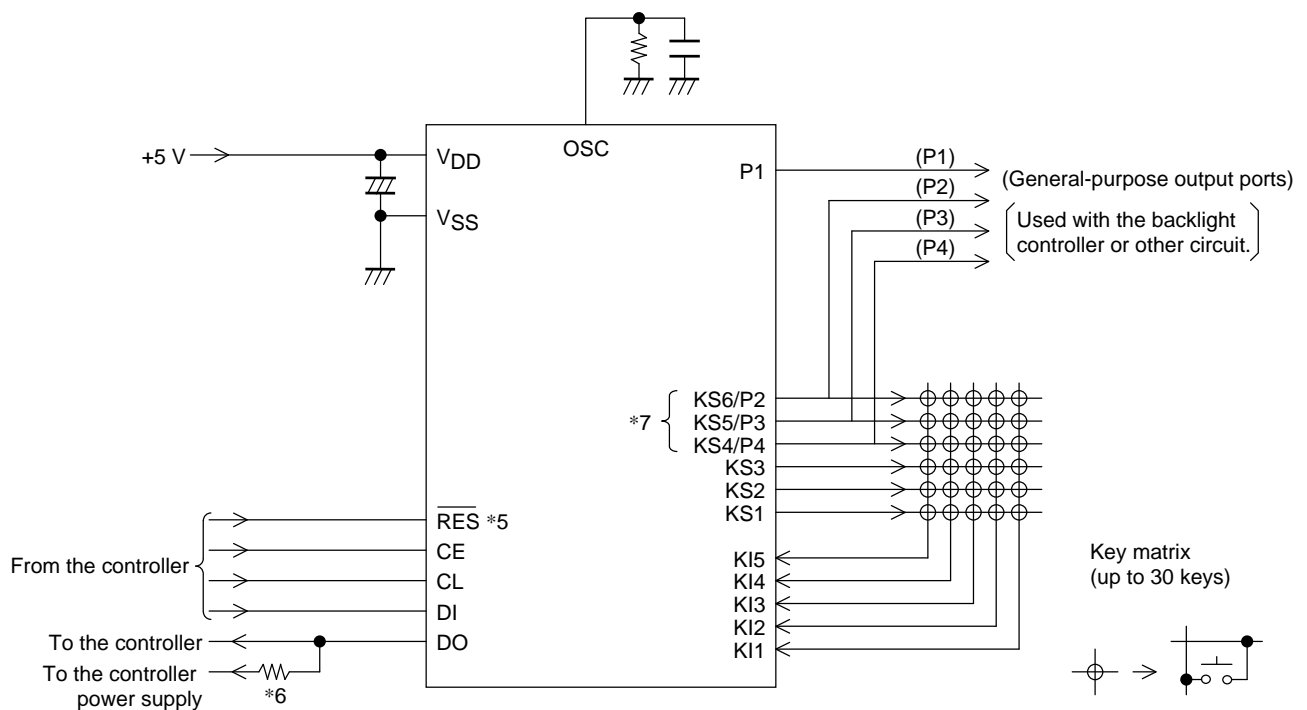 OSC
+5 V
VDD
VSS
P1
(P1)
(P2)
(P3)
(P4)
(General-purpose output ports)
Used with the backlight
controller or other circuit.
*7
KS6/P2
KS5/P3
KS4/P4
KS3
KS2
KS1
KI5
KI4
KI3
KI2
KI1
From the controller
RES *5
CE
CL
DI
DO
To the controller
To the controller
power supply
*6
Key matrix
(up to 30 keys)